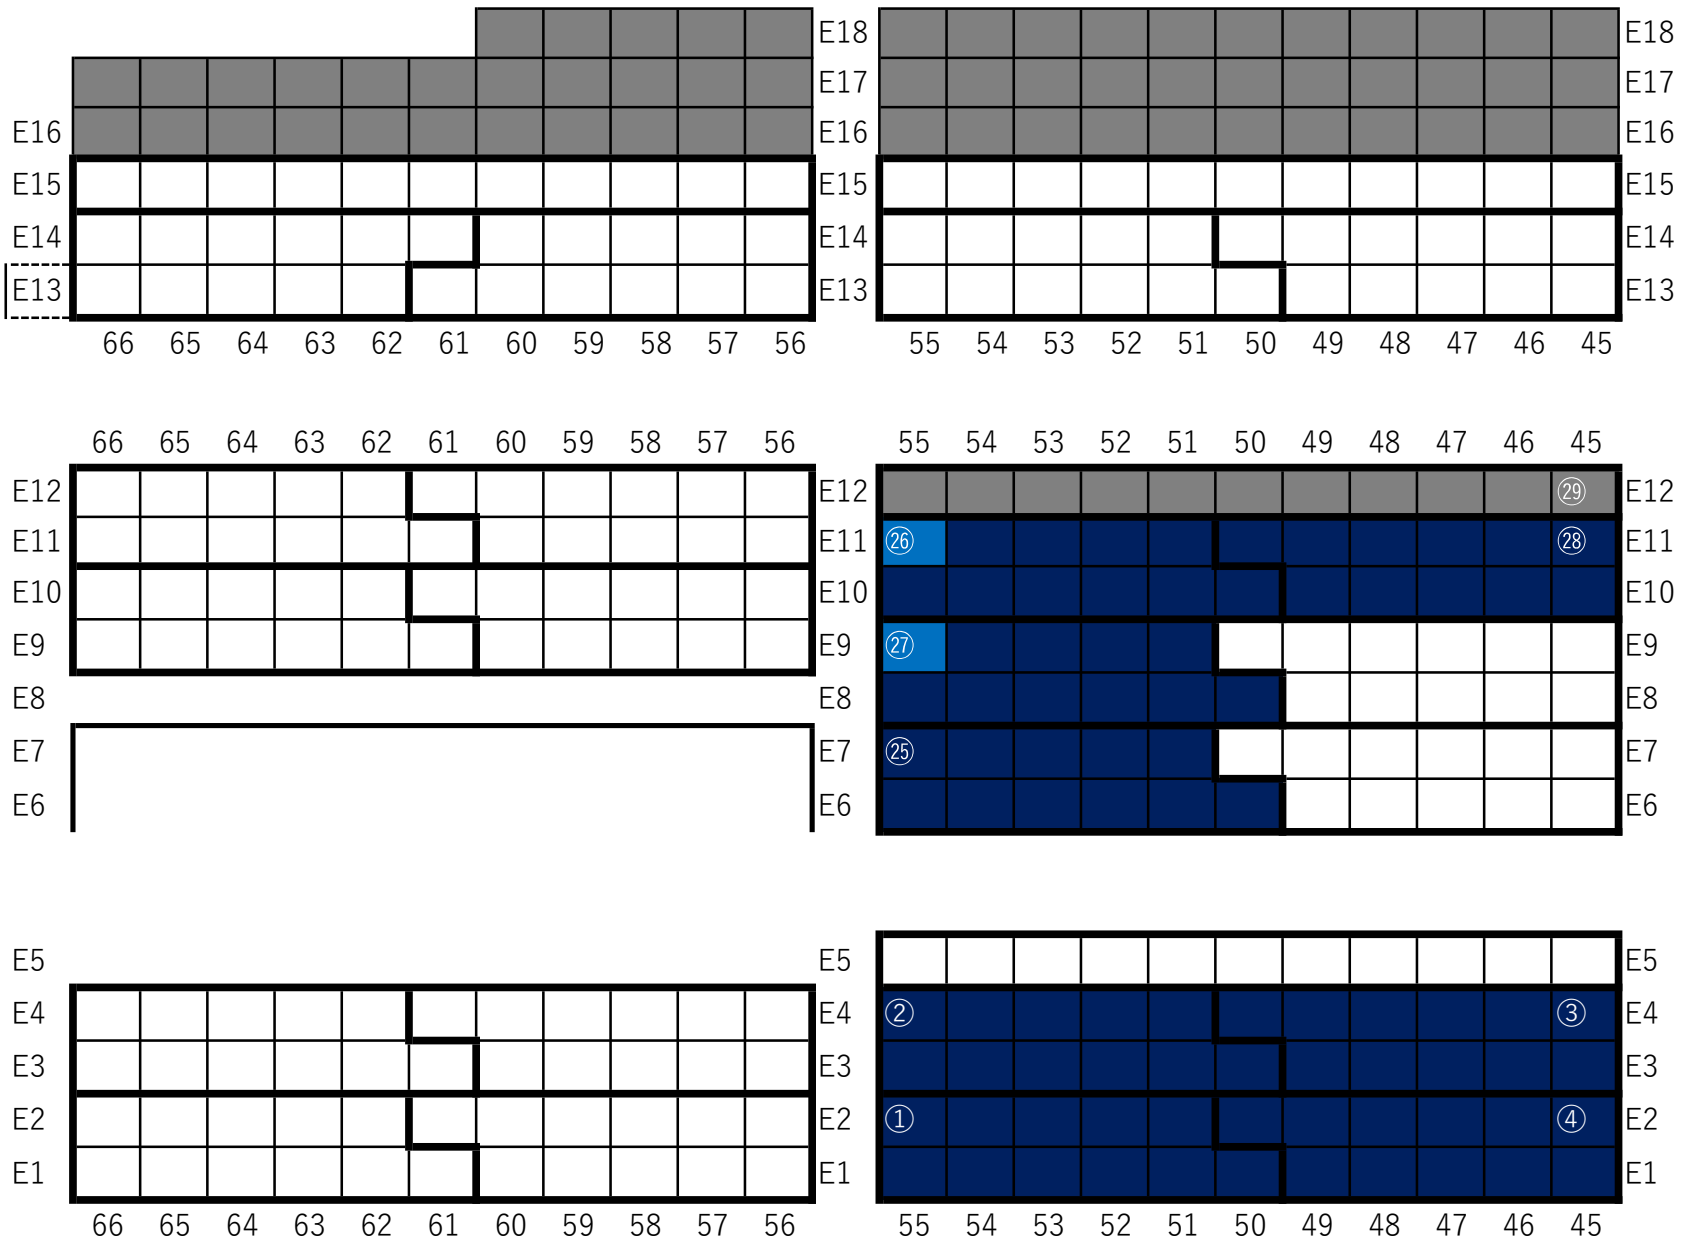 E18 E18
E17 E17
E16 E16 E16
E15 E15 E15
E14 E14 E14
E13 E13 E13
66 65 64 63 62 61 60 59 58 57 56 55 54 53 52 51 50 49 48 47 46 45
66 65 64 63 62 61 60 59 58 57 56 55 54 53 52 51 50 49 48 47 46 45
E12 E12 ㉙ E12
E11 E11 ㉖ ㉘ E11
E10 E10 E10
E9 E9 ㉗ E9
E8 E8 E8
E7 E7 ㉕ E7
E6 E6 E6
E5 E5 E5
E4 E4 ② ③ E4
E3 E3 E3
E2 E2 ① ④ E2
E1 E1 E1
66 65 64 63 62 61 60 59 58 57 56 55 54 53 52 51 50 49 48 47 46 45